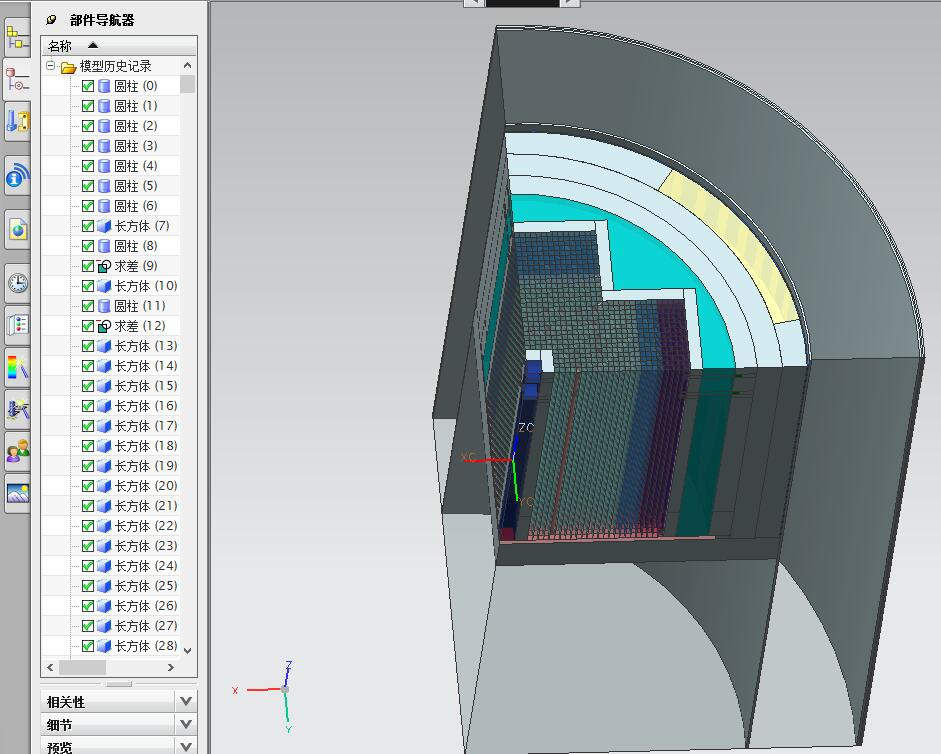 部件导航器
名称
模型历史记录
圆柱 (0)
圆柱 (1)
圆柱 (2)
圆柱 (3)
圆柱 (4)
圆柱 (5)
圆柱 (6)
长方体 (7)
圆柱 (8)
求差 (9)
长方体 (10)
圆柱 (11)
求差 (12)
长方体 (13)
长方体 (14)
长方体 (15)
长方体 (16)
长方体 (17)
长方体 (18)
长方体 (19)
长方体 (20)
长方体 (21)
长方体 (22)
长方体 (23)
长方体 (24)
长方体 (25)
长方体 (26)
长方体 (27)
长方体 (28)
相关性
细节
预览
ZC
XC
YC
Z
X
Y